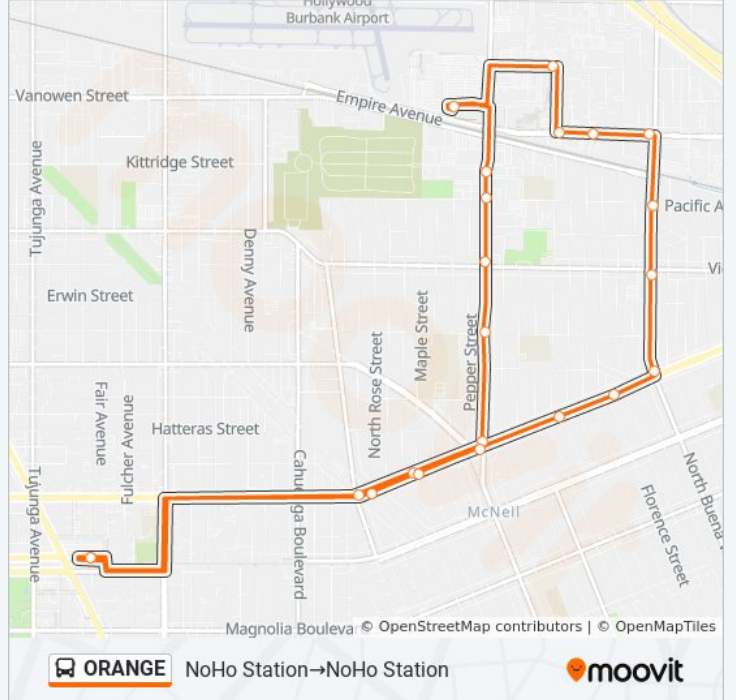 Hollywood
Burbank Airport
Vanowen Street
Empire Avenue
Kittridge Street
Tujunga Avenue
Pacific A
Denny Avenue
Vi
Erwin Street
Maple Street
Pepper Street
North Rose Street
Fair Avenue
Fulcher Avenue
Hatteras Street
Cahuenga Boulevard
Tujunga Avenue
McNeil
North Buena V
Florence Street
Magnolia Bouleva
© OpenStreetMap contributors | © OpenMapTiles
ORANGE
NoHo Station→NoHo Station
moovit